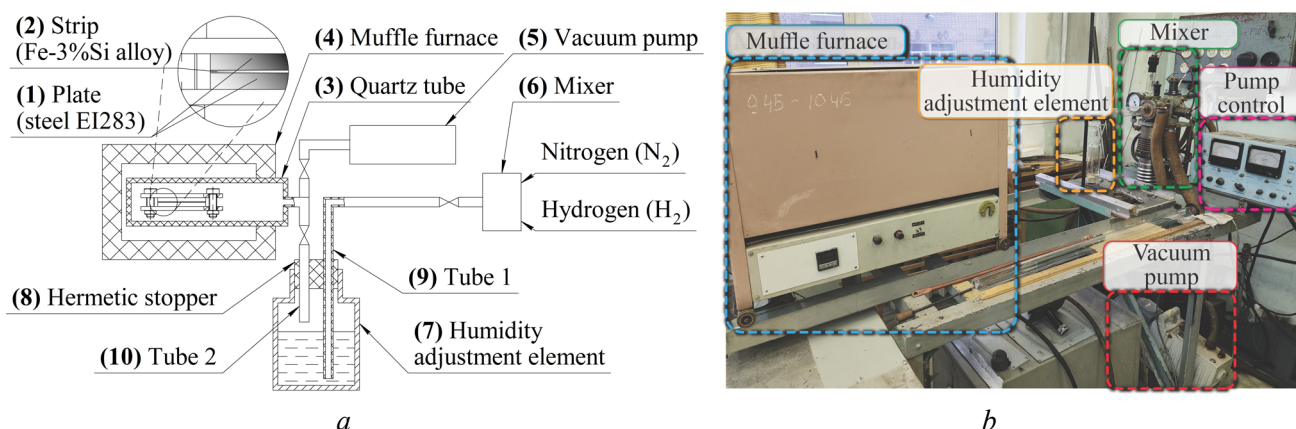 (2) Strip
(Fe-3%Si alloy)
(1) Plate
(steel EI283)
(4) Muffle furnace
(3) Quartz tube
(5) Vacuum pump
(6) Mixer
Nitrogen (N₂)
Hydrogen (H₂)
(8) Hermetic stopper
(9) Tube 1
(10) Tube 2
(7) Humidity
adjustment element
a
Muffle furnace
945 - 1045
Humidity
adjustment element
Mixer
Pump
control
Vacuum
pump
b